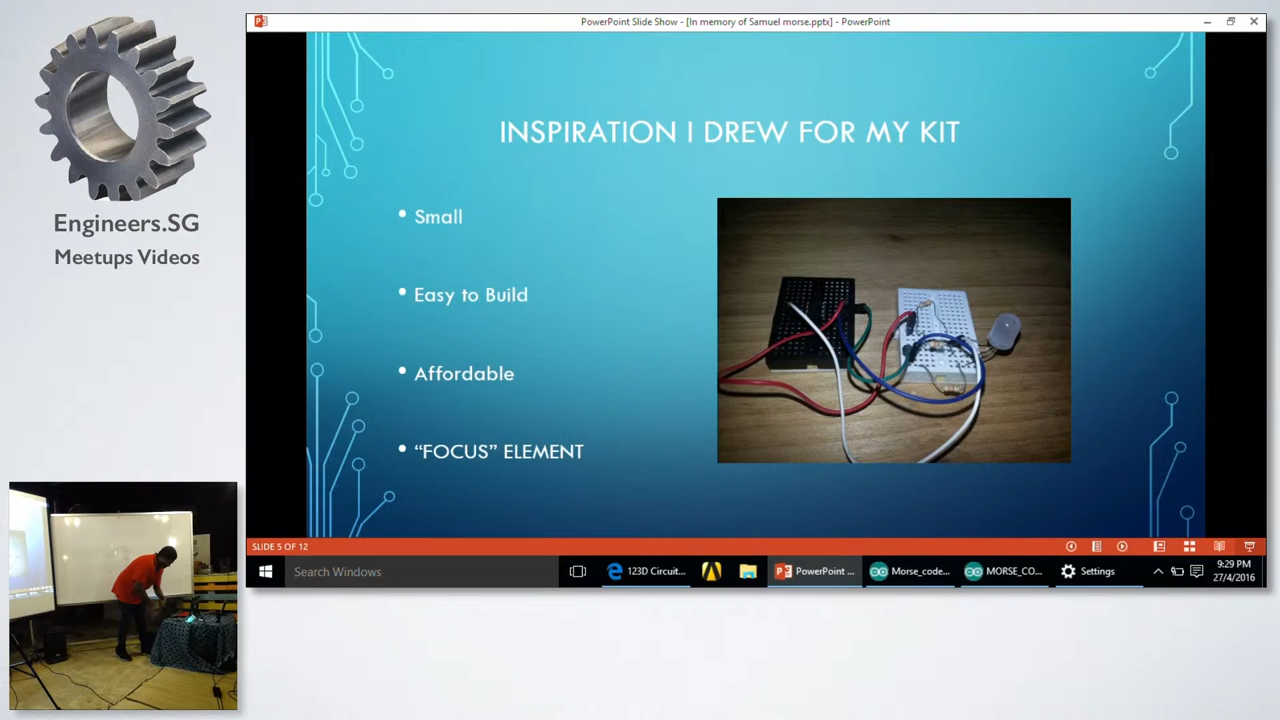 PowerPoint Slide Show - [In memory of Samuel morse.pptx] - PowerPoint
Engineers.SG
Meetups Videos
INSPIRATION I DREW FOR MY KIT
• Small
• Easy to Build
• Affordable
• “FOCUS” ELEMENT
SLIDE 5 OF 12
Search Windows
123D Circuit...
PowerPoint ...
Morse_code...
MORSE_CO...
Settings
9:29 PM
27/4/2016